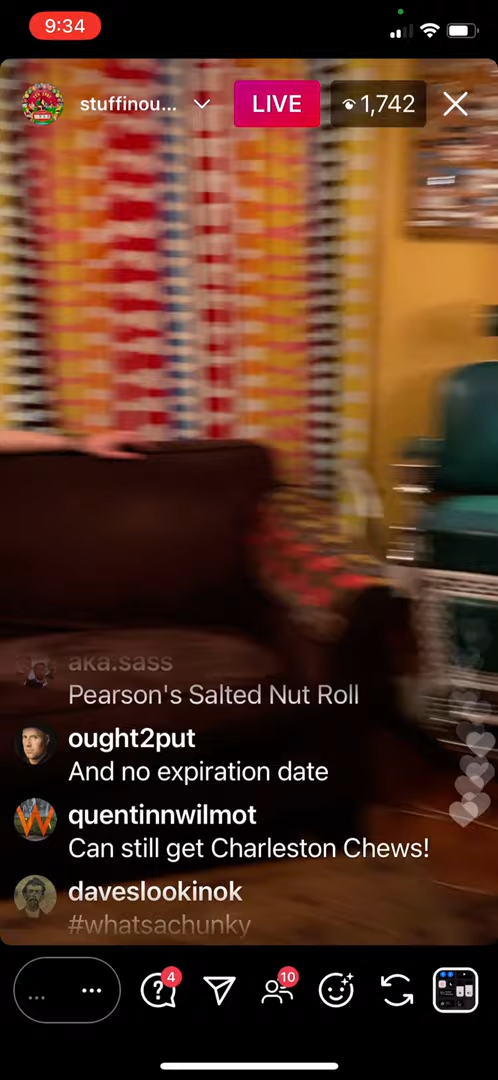 9:34
stuffinou...
LIVE
1,742
aka.sass
Pearson's Salted Nut Roll
ought2put
And no expiration date
quentinnwilmot
Can still get Charleston Chews!
daveslookinok
#whatsachunky
4
10